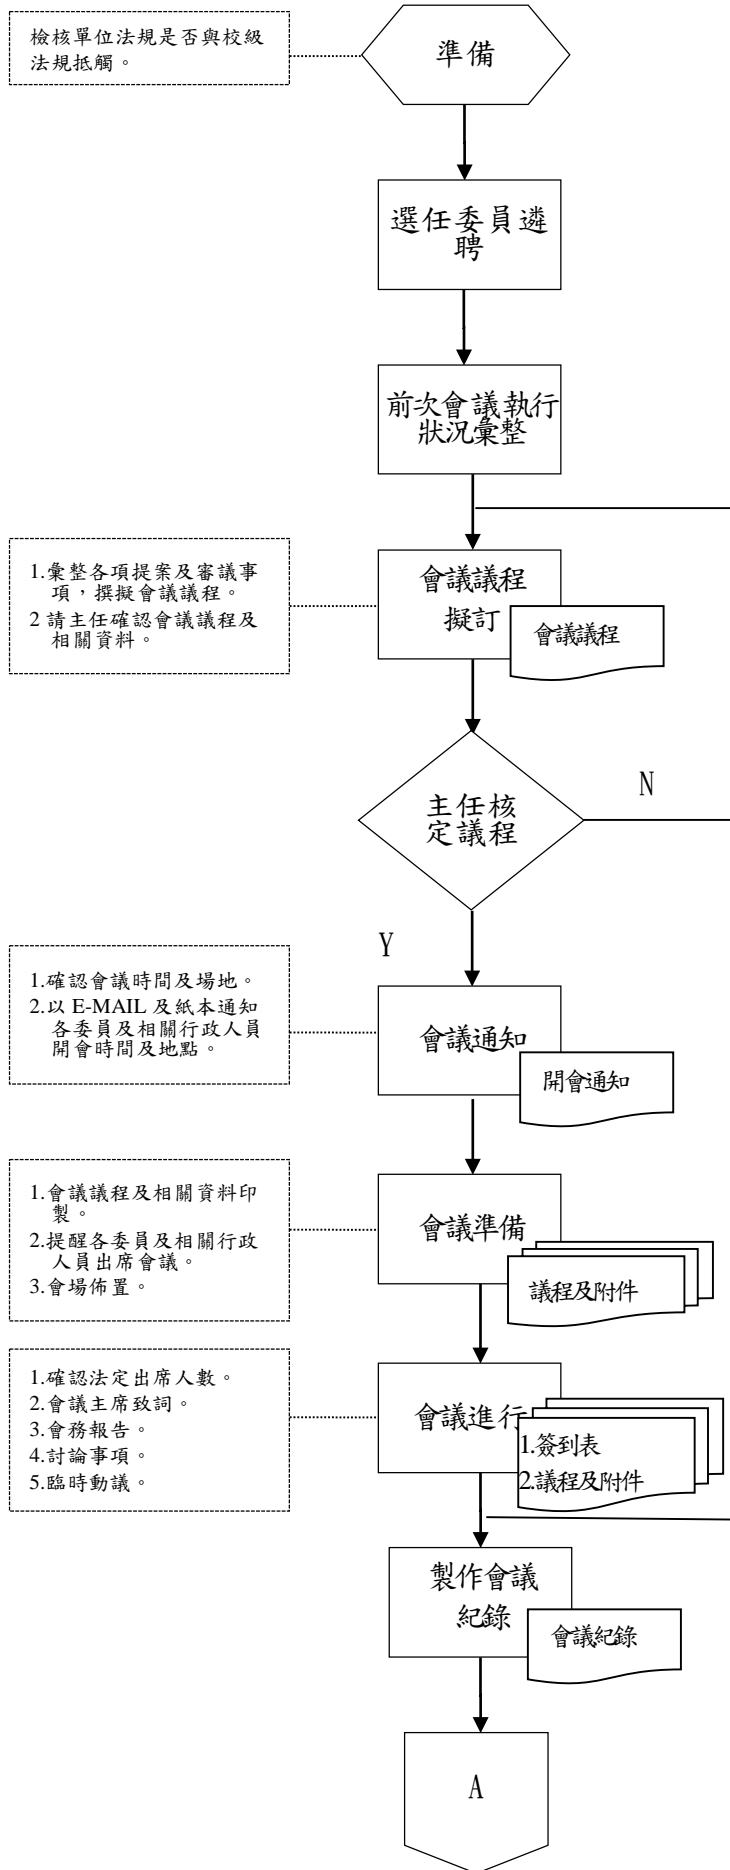 檢核單位法規是否與校級
法規抵觸。
準備
選任委員遴
聘
前次會議執行
狀況彙整
1.彙整各項提案及審議事
項，撰擬會議議程。
2 請主任確認會議議程及
相關資料。
會議議程
擬訂
會議議程
主任核
定議程
N
Y
1.確認會議時間及場地。
2.以 E-MAIL 及紙本通知
各委員及相關行政人員
開會時間及地點。
會議通知
開會通知
1.會議議程及相關資料印
製。
2.提醒各委員及相關行政
人員出席會議。
3.會場佈置。
會議準備
議程及附件
1.確認法定出席人數。
2.會議主席致詞。
3.會務報告。
4.討論事項。
5.臨時動議。
會議進行
1.簽到表
2.議程及附件
製作會議
紀錄
會議紀錄
A